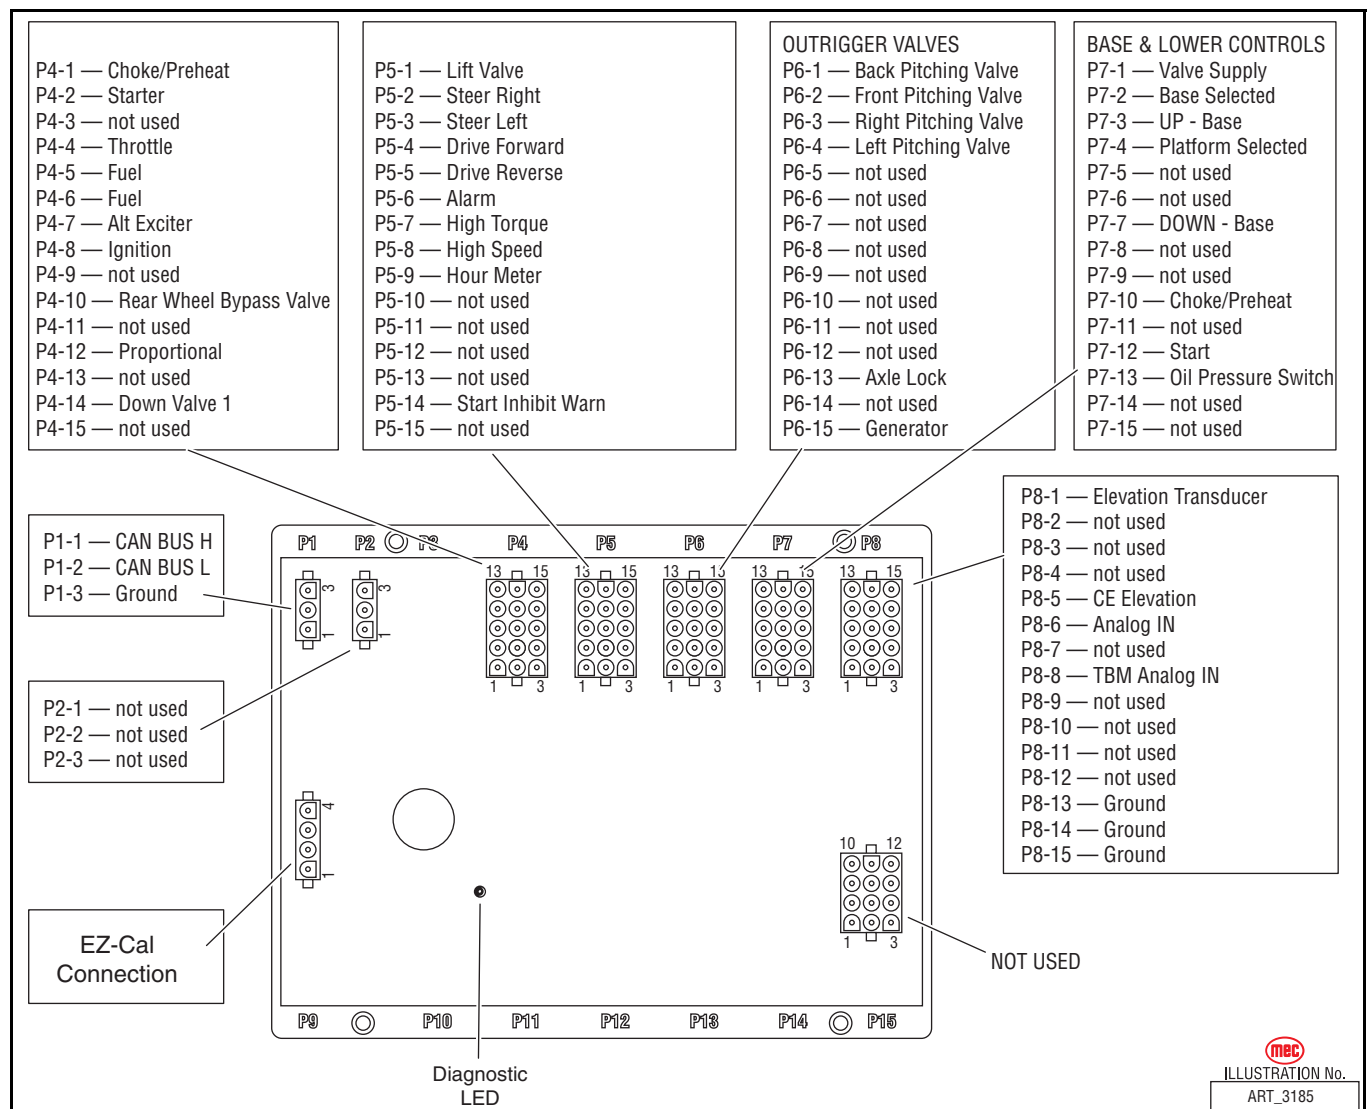 P4-1 — Choke/Preheat
P4-2 — Starter
P4-3 — not used
P4-4 — Throttle
P4-5 — Fuel
P4-6 — Fuel
P4-7 — Alt Exciter
P4-8 — Ignition
P4-9 — not used
P4-10 — Rear Wheel Bypass Valve
P4-11 — not used
P4-12 — Proportional
P4-13 — not used
P4-14 — Down Valve 1
P4-15 — not used
P5-1 — Lift Valve
P5-2 — Steer Right
P5-3 — Steer Left
P5-4 — Drive Forward
P5-5 — Drive Reverse
P5-6 — Alarm
P5-7 — High Torque
P5-8 — High Speed
P5-9 — Hour Meter
P5-10 — not used
P5-11 — not used
P5-12 — not used
P5-13 — not used
P5-14 — Start Inhibit Warn
P5-15 — not used
OUTRIGGER VALVES
P6-1 — Back Pitching Valve
P6-2 — Front Pitching Valve
P6-3 — Right Pitching Valve
P6-4 — Left Pitching Valve
P6-5 — not used
P6-6 — not used
P6-7 — not used
P6-8 — not used
P6-9 — not used
P6-10 — not used
P6-11 — not used
P6-12 — not used
P6-13 — Axle Lock
P6-14 — not used
P6-15 — Generator
BASE & LOWER CONTROLS
P7-1 — Valve Supply
P7-2 — Base Selected
P7-3 — UP - Base
P7-4 — Platform Selected
P7-5 — not used
P7-6 — not used
P7-7 — DOWN - Base
P7-8 — not used
P7-9 — not used
P7-10 — Choke/Preheat
P7-11 — not used
P7-12 — Start
P7-13 — Oil Pressure Switch
P7-14 — not used
P7-15 — not used
P1-1 — CAN BUS H
P1-2 — CAN BUS L
P1-3 — Ground
P2-1 — not used
P2-2 — not used
P2-3 — not used
EZ-Cal
Connection
P1 P2 P3 P4 P5 P6 P7 P8
3 3 13 15 13 15 13 15 13 15 13 15
1 1 1 3 1 3 1 3 1 3 1 3
4
1
10 12
1 3
P9 P10 P11 P12 P13 P14 P15
P8-1 — Elevation Transducer
P8-2 — not used
P8-3 — not used
P8-4 — not used
P8-5 — CE Elevation
P8-6 — Analog IN
P8-7 — not used
P8-8 — TBM Analog IN
P8-9 — not used
P8-10 — not used
P8-11 — not used
P8-12 — not used
P8-13 — Ground
P8-14 — Ground
P8-15 — Ground
NOT USED
Diagnostic
LED
mec
ILLUSTRATION No.
ART_3185